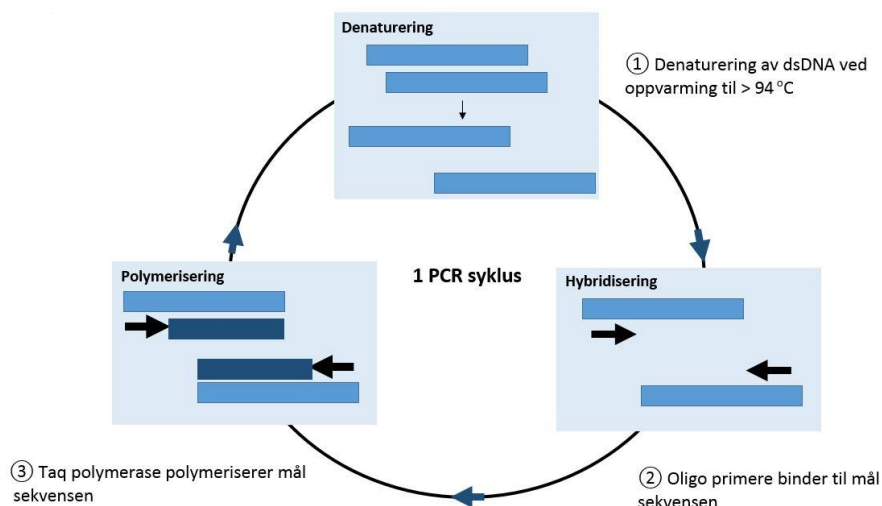 Denaturering
① Denaturering av dsDNA ved
oppvarming til > 94 °C
Polymerisering
1 PCR syklus
Hybridisering
③ Taq polymerase polymeriserer mål
sekvensen
② Oligo primere binder til mål
sekvensen